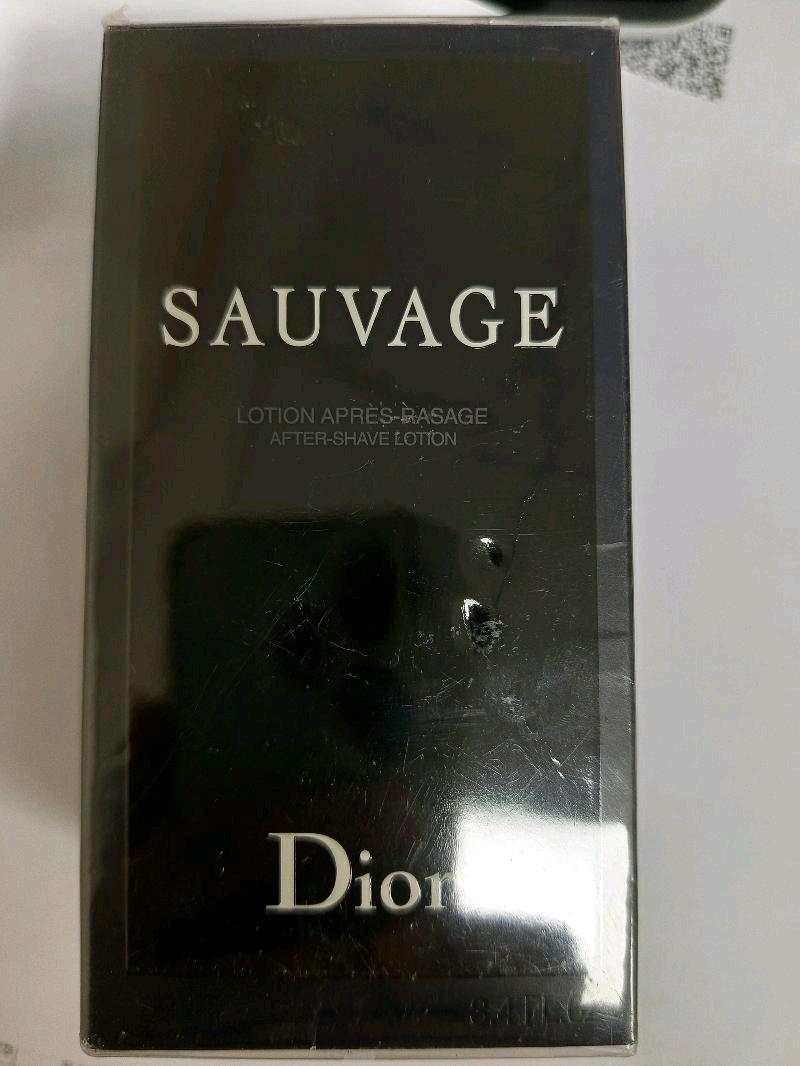 SAUVAGE
LOTION APRÈS-RASAGE
AFTER-SHAVE LOTION
Dior